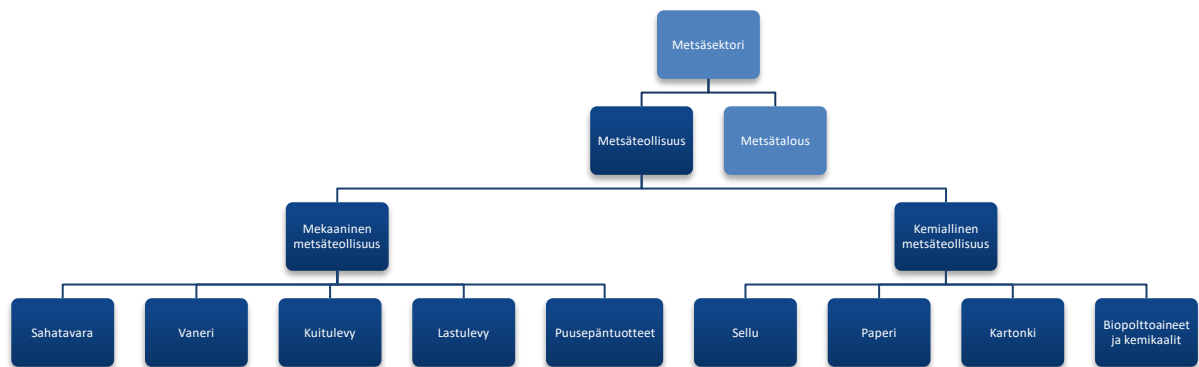 Metsäsektori
Metsäteollisuus
Metsätalous
Mekaaninen
metsäteollisuus
Kemiallinen
metsäteollisuus
Sahatavara
Vaneri
Kuitulevy
Lastulevy
Puusepäntuotteet
Sellu
Paperi
Kartonki
Biopolttoaineet
ja kemikaalit